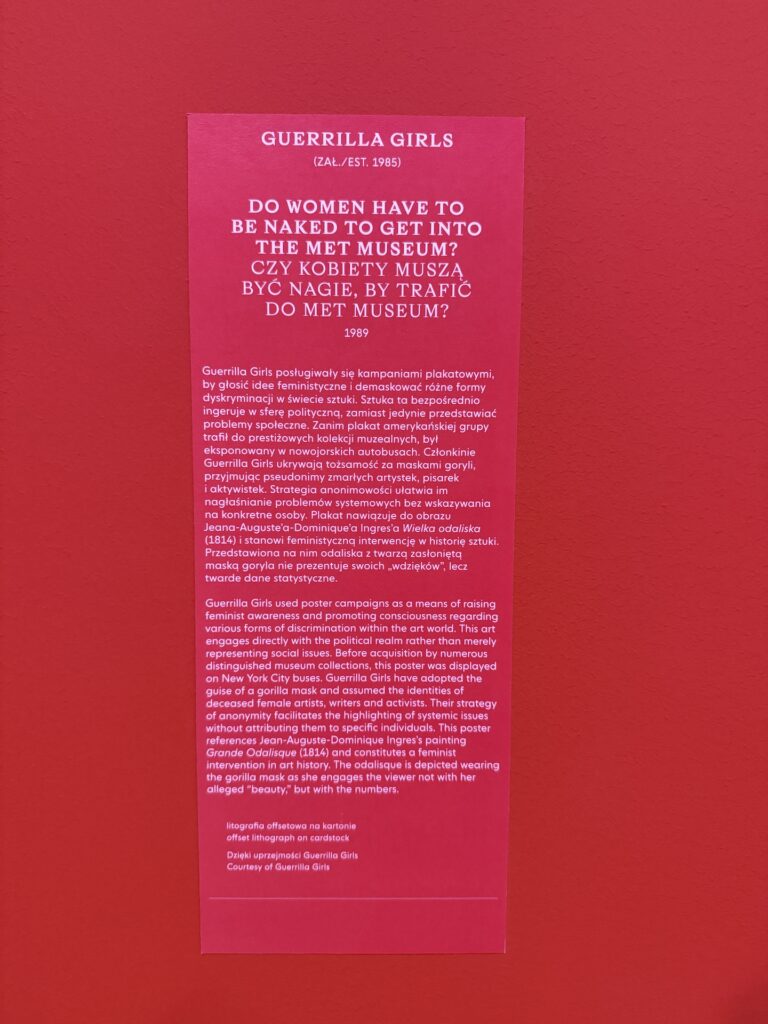 GUERRILLA GIRLS
(ZAŁ./EST. 1985)
DO WOMEN HAVE TO
BE NAKED TO GET INTO
THE MET MUSEUM?
CZY KOBIETY MUSZĄ
BYĆ NAGIE, BY TRAFIĆ
DO MET MUSEUM?
1989
Guerrilla Girls posługiwały się kampaniami plakatowymi,
by głosić idee feministyczne i demaskować różne formy
dyskryminacji w świecie sztuki. Sztuka ta bezpośrednio
ingeruje w sferę polityczną, zamiast jedynie przedstawiać
problemy społeczne. Zanim plakat amerykańskiej grupy
trafił do prestiżowych kolekcji muzealnych, był
eksponowany w nowojorskich autobusach. Członkinie
Guerrilla Girls ukrywają tożsamość za maskami goryli,
przyjmując pseudonimy zmarłych artystek, pisarek
i aktywistek. Strategia anonimowości ułatwia im
nagłaśnianie problemów systemowych bez wskazywania
na konkretne osoby. Plakat nawiązuje do obrazu
Jeana-Auguste'a-Dominique'a Ingres'a Wielka odaliska
(1814) i stanowi feministyczną interwencję w historię sztuki.
Przedstawiona na nim odaliska z twarzą zasłoniętą
maską goryla nie prezentuje swoich „wdzięków”, lecz
twarde dane statystyczne.
Guerrilla Girls used poster campaigns as a means of raising
feminist awareness and promoting consciousness regarding
various forms of discrimination within the art world. This art
engages directly with the political realm rather than merely
representing social issues. Before acquisition by numerous
distinguished museum collections, this poster was displayed
on New York City buses. Guerrilla Girls have adopted the
guise of a gorilla mask and assumed the identities of
deceased female artists, writers and activists. Their strategy
of anonymity facilitates the highlighting of systemic issues
without attributing them to specific individuals. This poster
references Jean-Auguste-Dominique Ingres's painting
Grande Odalisque (1814) and constitutes a feminist
intervention in art history. The odalisque is depicted wearing
the gorilla mask as she engages the viewer not with her
alleged “beauty,” but with the numbers.
litografia offsetowa na kartonie
offset lithograph on cardstock
Dzięki uprzejmości Guerrilla Girls
Courtesy of Guerrilla Girls